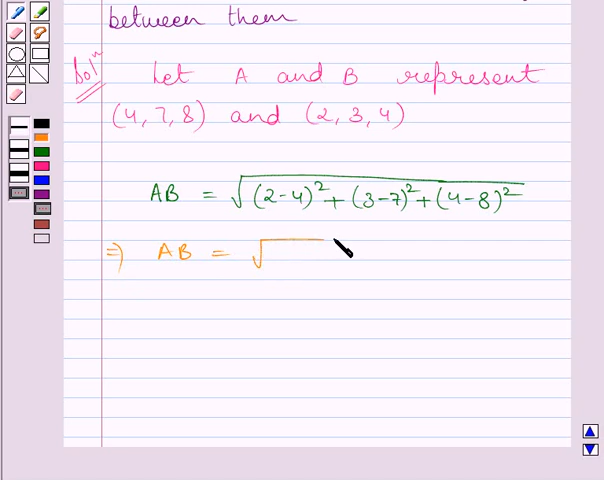 between them
Solⁿ Let A and B represent
(4, 7, 8) and (2, 3, 4)
AB = √(2-4)² + (3-7)² + (4-8)²
⇒ AB = √